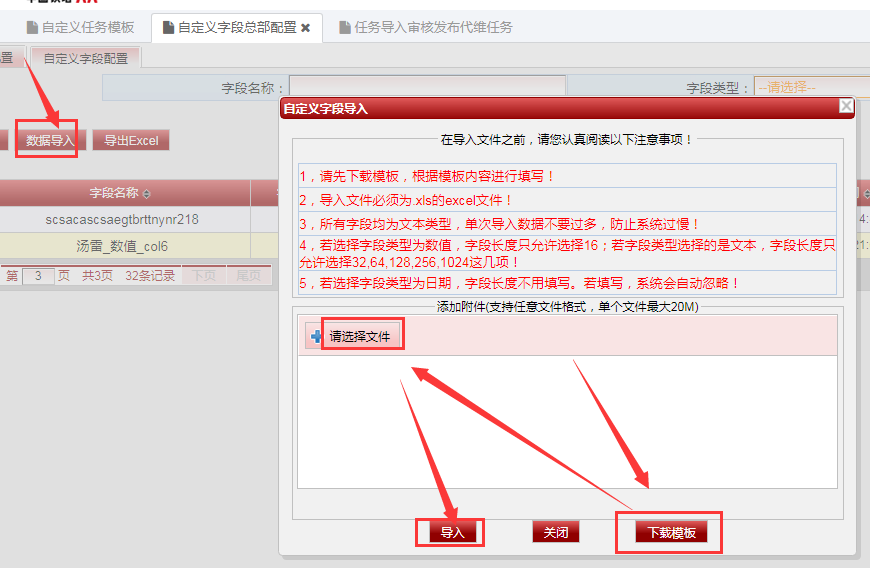 自定义任务模板 自定义字段总部配置 任务导入审核发布代维任务
置 自定义字段配置
字段名称： 字段类型： --请选择--
数据导入 导出Excel
字段名称
scsacascsaegtbrttnynr218
汤雷_数值_col6
第 3 页 共3页 32条记录 下页 尾页
自定义字段导入
在导入文件之前，请您认真阅读以下注意事项！
1，请先下载模板，根据模板内容进行填写！
2，导入文件必须为.xls的excel文件！
3，所有字段均为文本类型，单次导入数据不要过多，防止系统过慢！
4，若选择字段类型为数值，字段长度只允许选择16；若字段类型选择的是文本，字段长度只
允许选择32,64,128,256,1024这几项！
5，若选择字段类型为日期，字段长度不用填写。若填写，系统会自动忽略！
添加附件(支持任意文件格式，单个文件最大20M)
请选择文件
导入 关闭 下载模板